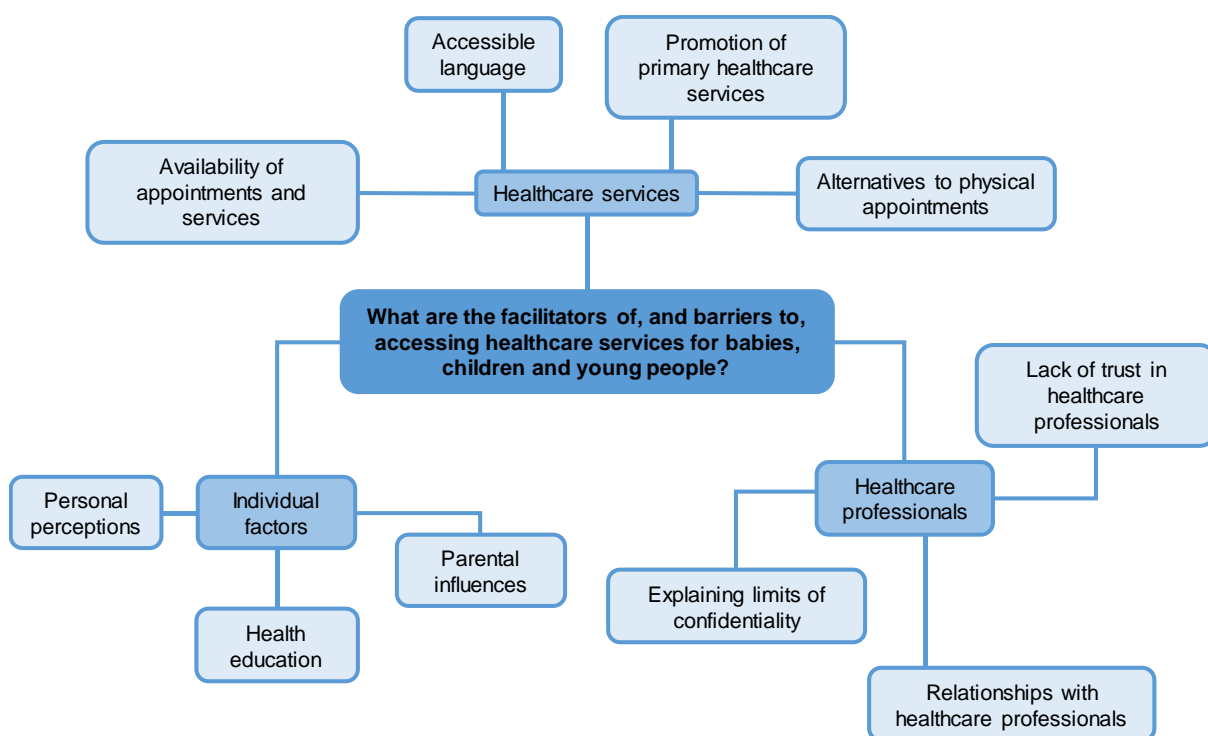 Accessible
language
Promotion of
primary healthcare
services
Availability of
appointments and
services
Healthcare services
Alternatives to physical
appointments
What are the facilitators of, and barriers to,
accessing healthcare services for babies,
children and young people?
Lack of trust in
healthcare
professionals
Personal
perceptions
Individual
factors
Parental
influences
Health
education
Healthcare
professionals
Explaining limits of
confidentiality
Relationships with
healthcare professionals